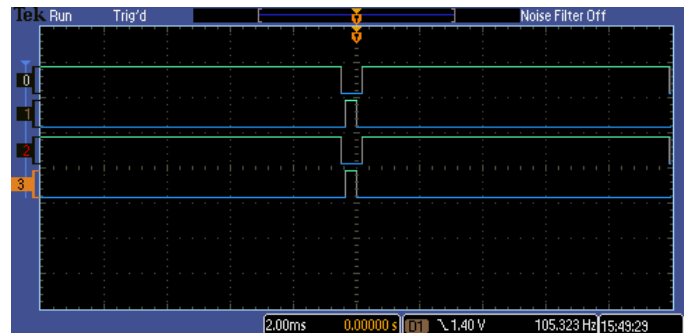 Tek Run Trig'd Noise Filter Off
T
T
0
1
2
3
2.00ms 0.00000 s D1 1.40 V 105.323 Hz 15:49:29